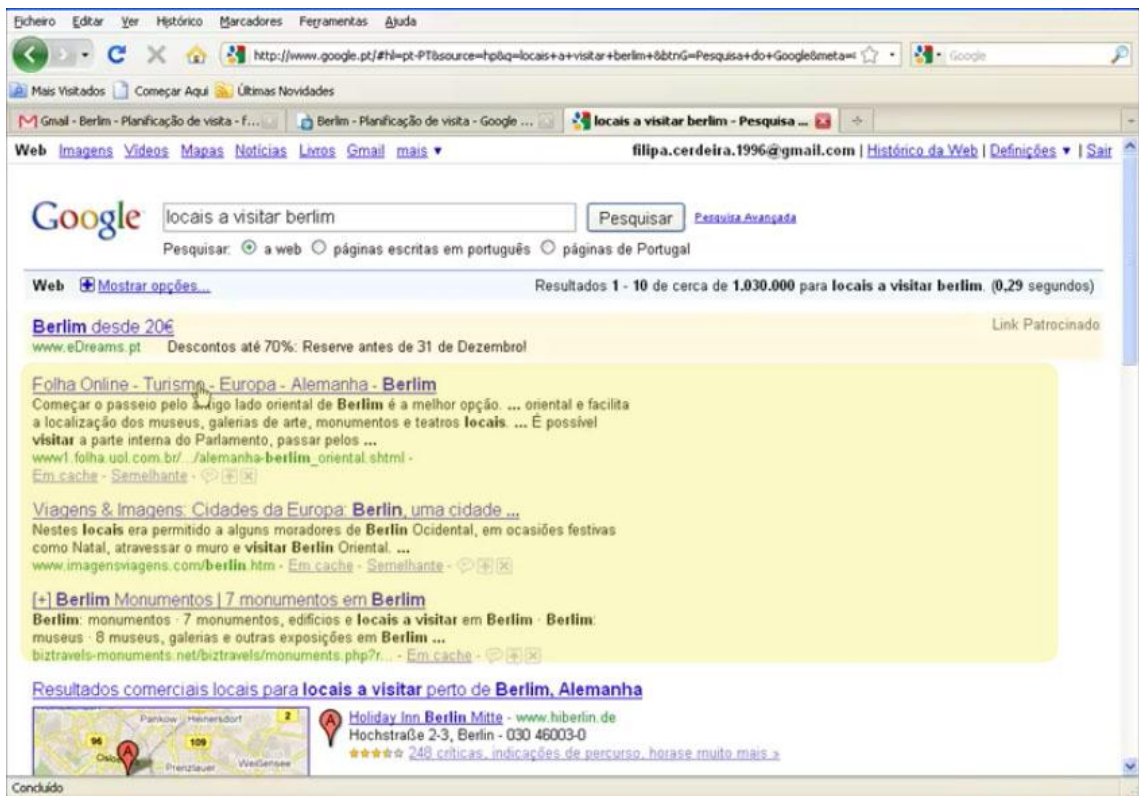 Ficheiro Editar Ver Histórico Marcadores Ferramentas Ajuda
http://www.google.pt/#hl=pt-PT&source=hp&q=locais+a+visitar+berlim+&btnG=Pesquisa+do+Google&meta= Google
Mais Visitados Começar Aqui Últimas Novidades
Gmail - Berlim - Planificação de visita - f... Berlim - Planificação de visita - Google ... locais a visitar berlim - Pesquisa ...
Web Imagens Vídeos Mapas Notícias Livros Gmail mais ▼ filipa.cerdeira.1996@gmail.com | Histórico da Web | Definições ▼ | Sair
Google locais a visitar berlim Pesquisar Pesquisa Avançada
Pesquisar: a web páginas escritas em português páginas de Portugal
Web Mostrar opções... Resultados 1 - 10 de cerca de 1.030.000 para locais a visitar berlim. (0,29 segundos)
Berlim desde 20€ Link Patrocinado
www.eDreams.pt Descontos até 70%: Reserve antes de 31 de Dezembro!
Folha Online - Turismo - Europa - Alemanha - Berlim
Começar o passeio pelo antigo lado oriental de Berlim é a melhor opção. ... oriental e facilita
a localização dos museus, galerias de arte, monumentos e teatros locais. ... É possível
visitar a parte interna do Parlamento, passar pelos ...
www1.folha.uol.com.br/.../alemanha-berlim_oriental.shtml -
Em cache - Semelhante -
Viagens & Imagens: Cidades da Europa: Berlin, uma cidade ...
Nestes locais era permitido a alguns moradores de Berlin Ocidental, em ocasiões festivas
como Natal, atravessar o muro e visitar Berlin Oriental. ...
www.imagensviagens.com/berlin.htm - Em cache - Semelhante -
[+] Berlim Monumentos | 7 monumentos em Berlim
Berlim: monumentos · 7 monumentos, edifícios e locais a visitar em Berlim · Berlim:
museus · 8 museus, galerias e outras exposições em Berlim ...
biztravels-monuments.net/biztravels/monuments.php?r... - Em cache -
Resultados comerciais locais para locais a visitar perto de Berlim, Alemanha
Pankow Heinersdorf 2
96 109
Oslo
Prenzlauer Weißensee
A
A Holiday Inn Berlin Mitte - www.hiberlin.de
Hochstraße 2-3, Berlin - 030 46003-0
248 críticas, indicações de percurso, horase muito mais »
Concluído